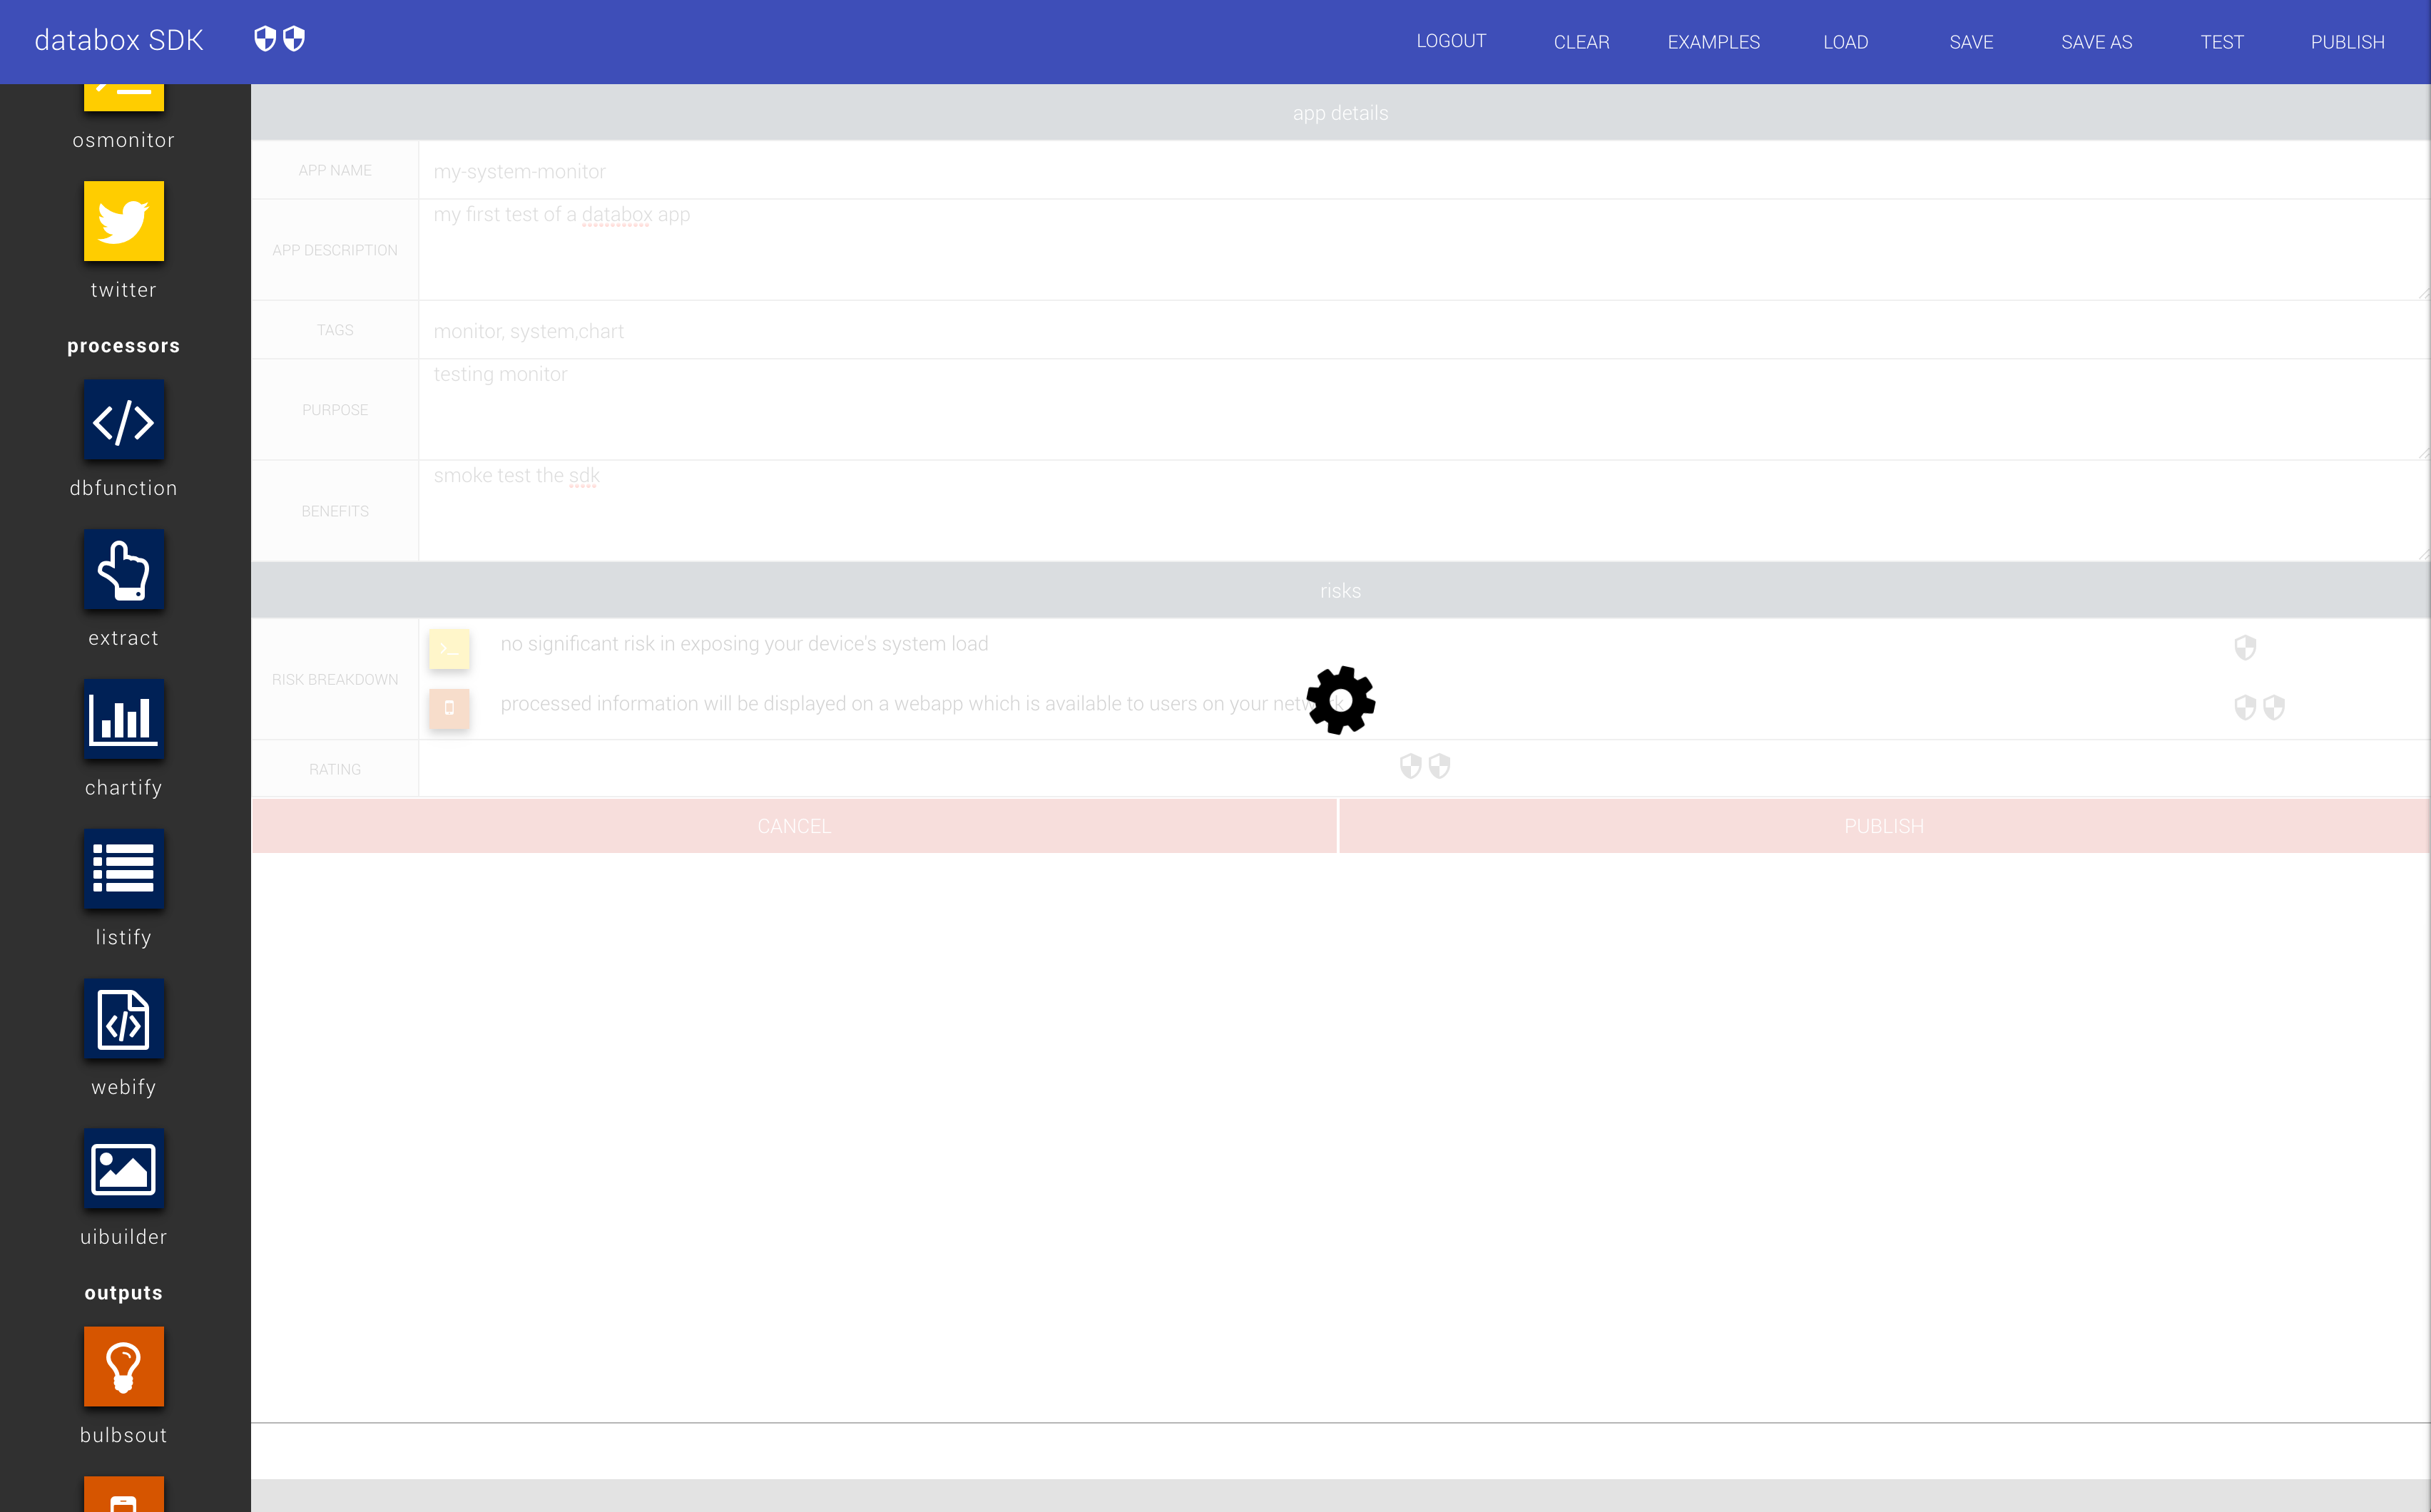 databox SDK
LOGOUT
CLEAR
EXAMPLES
LOAD
SAVE
SAVE AS
TEST
PUBLISH
osmonitor
twitter
processors
dbfunction
extract
chartify
listify
webify
uibuilder
outputs
bulbsout
app details
APP NAME
my-system-monitor
APP DESCRIPTION
my first test of a databox app
TAGS
monitor, system,chart
PURPOSE
testing monitor
BENEFITS
smoke test the sdk
risks
RISK BREAKDOWN
no significant risk in exposing your device's system load
processed information will be displayed on a webapp which is available to users on your network
RATING
CANCEL
PUBLISH